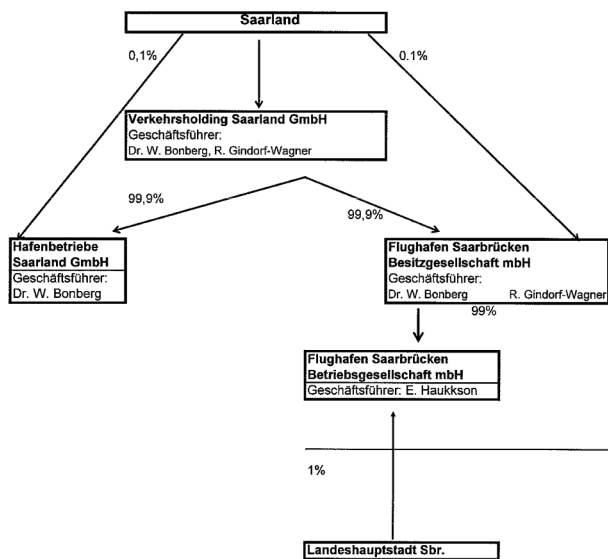 Saarland
0,1%
0.1%
Verkehrsholding Saarland GmbH
Geschäftsführer:
Dr. W. Bonberg, R. Gindorf-Wagner
99,9%
99,9%
Hafenbetriebe
Saarland GmbH
Geschäftsführer:
Dr. W. Bonberg
Flughafen Saarbrücken
Besitzgesellschaft mbH
Geschäftsführer:
Dr. W. Bonberg R. Gindorf-Wagner
99%
Flughafen Saarbrücken
Betriebsgesellschaft mbH
Geschäftsführer: E. Haukkson
1%
Landeshauptstadt Sbr.